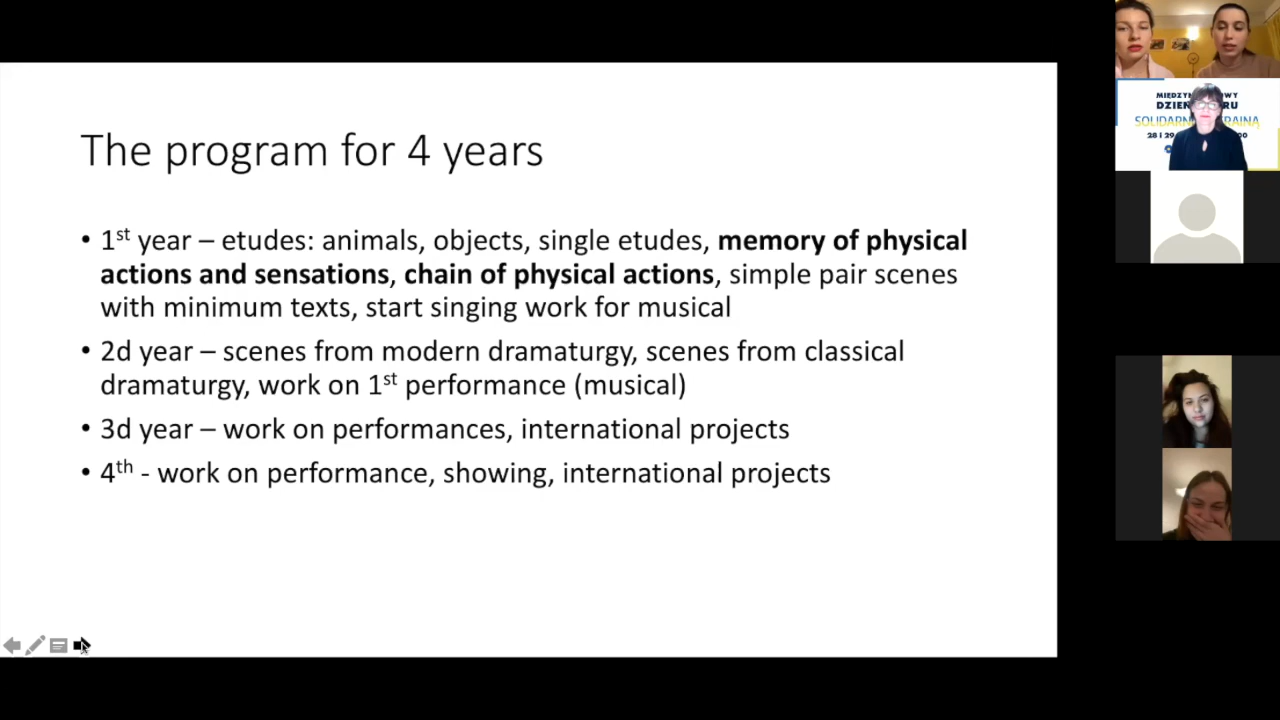 The program for 4 years
• 1st year – etudes: animals, objects, single etudes, memory of physical
actions and sensations, chain of physical actions, simple pair scenes
with minimum texts, start singing work for musical
• 2d year – scenes from modern dramaturgy, scenes from classical
dramaturgy, work on 1st performance (musical)
• 3d year – work on performances, international projects
• 4th - work on performance, showing, international projects
28 I 29